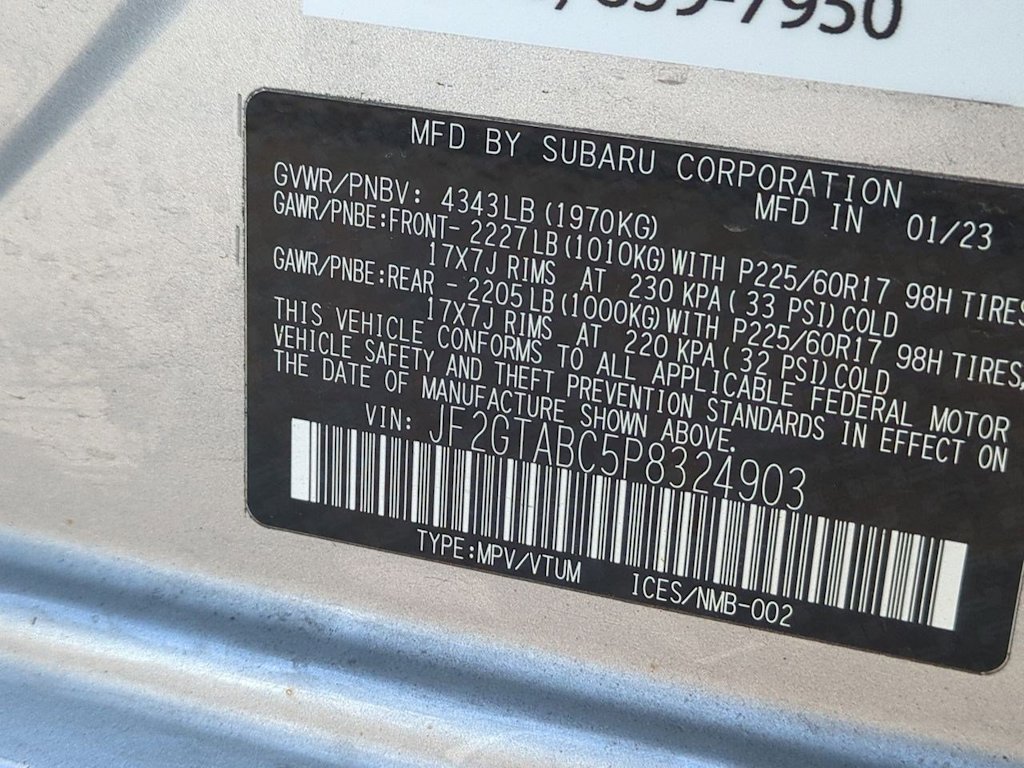 859-7950
MFD BY SUBARU CORPORATION
GVWR/PNBV: 4343LB (1970KG) MFD IN 01/23
GAWR/PNBE:FRONT- 2227LB (1010KG) WITH P225/60R17 98H TIRES
17X7J RIMS AT 230 KPA ( 33 PSI) COLD
GAWR/PNBE:REAR - 2205LB (1000KG) WITH P225/60R17 98H TIRES,
17X7J RIMS AT 220 KPA ( 32 PSI) COLD
THIS VEHICLE CONFORMS TO ALL APPLICABLE FEDERAL MOTOR
VEHICLE SAFETY AND THEFT PREVENTION STANDARDS IN EFFECT ON
THE DATE OF MANUFACTURE SHOWN ABOVE.
VIN: JF2GTABC5P8324903
TYPE:MPV/VTUM ICES/NMB-002